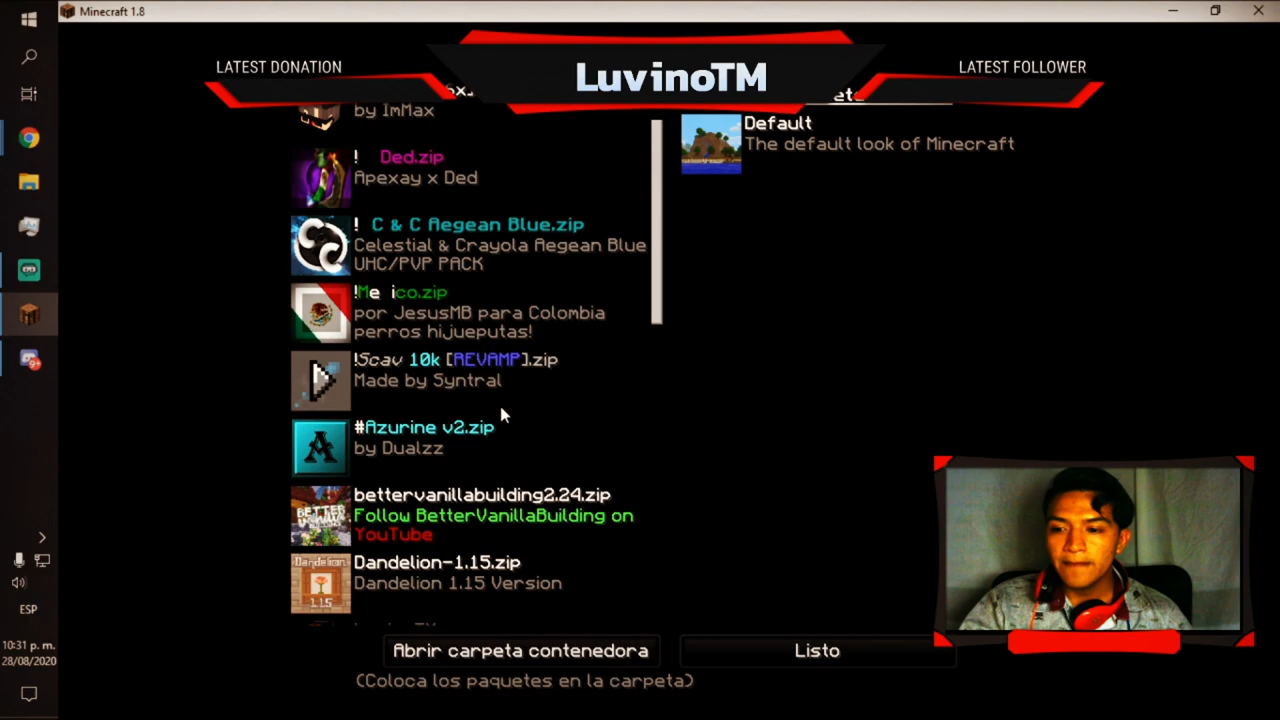 Minecraft 1.8
LATEST DONATION
LuvinoTM
LATEST FOLLOWER
by ImMax
! Ded.zip
Apexay x Ded
! C & C Aegean Blue.zip
Celestial & Crayola Aegean Blue
UHC/PVP PACK
!Me ico.zip
por JesusMB para Colombia
perros hijueputas!
!Scav 10k [REVAMP].zip
Made by Syntral
#Azurine v2.zip
by Dualzz
bettervanillabuilding2.24.zip
BETTER
Follow BetterVanillaBuilding on
YouTube
Dandelion-1.15.zip
Dandelion
1.15
Dandelion 1.15 Version
Default
The default look of Minecraft
Abrir carpeta contenedora
Listo
(Coloca los paquetes en la carpeta)
ESP
10:31 p. m.
28/08/2020